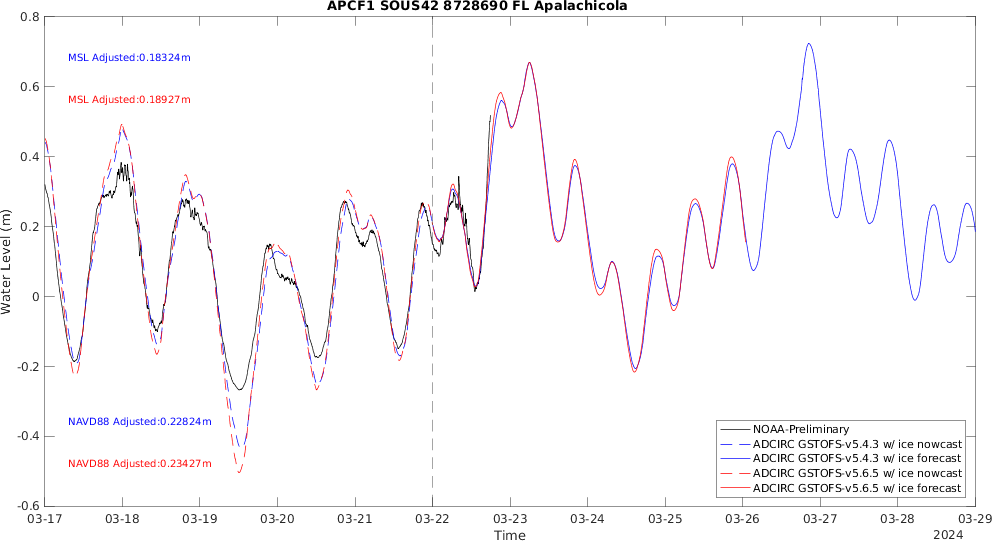 APCF1 SOUS42 8728690 FL Apalachicola
0.8
0.6
0.4
0.2
0
-0.2
-0.4
-0.6
Water Level (m)
MSL Adjusted:0.18324m
MSL Adjusted:0.18927m
NAVD88 Adjusted:0.22824m
NAVD88 Adjusted:0.23427m
NOAA-Preliminary
ADCIRC GSTOFS-v5.4.3 w/ ice nowcast
ADCIRC GSTOFS-v5.4.3 w/ ice forecast
ADCIRC GSTOFS-v5.6.5 w/ ice nowcast
ADCIRC GSTOFS-v5.6.5 w/ ice forecast
03-17 03-18 03-19 03-20 03-21 03-22 03-23 03-24 03-25 03-26 03-27 03-28 03-29
Time
2024